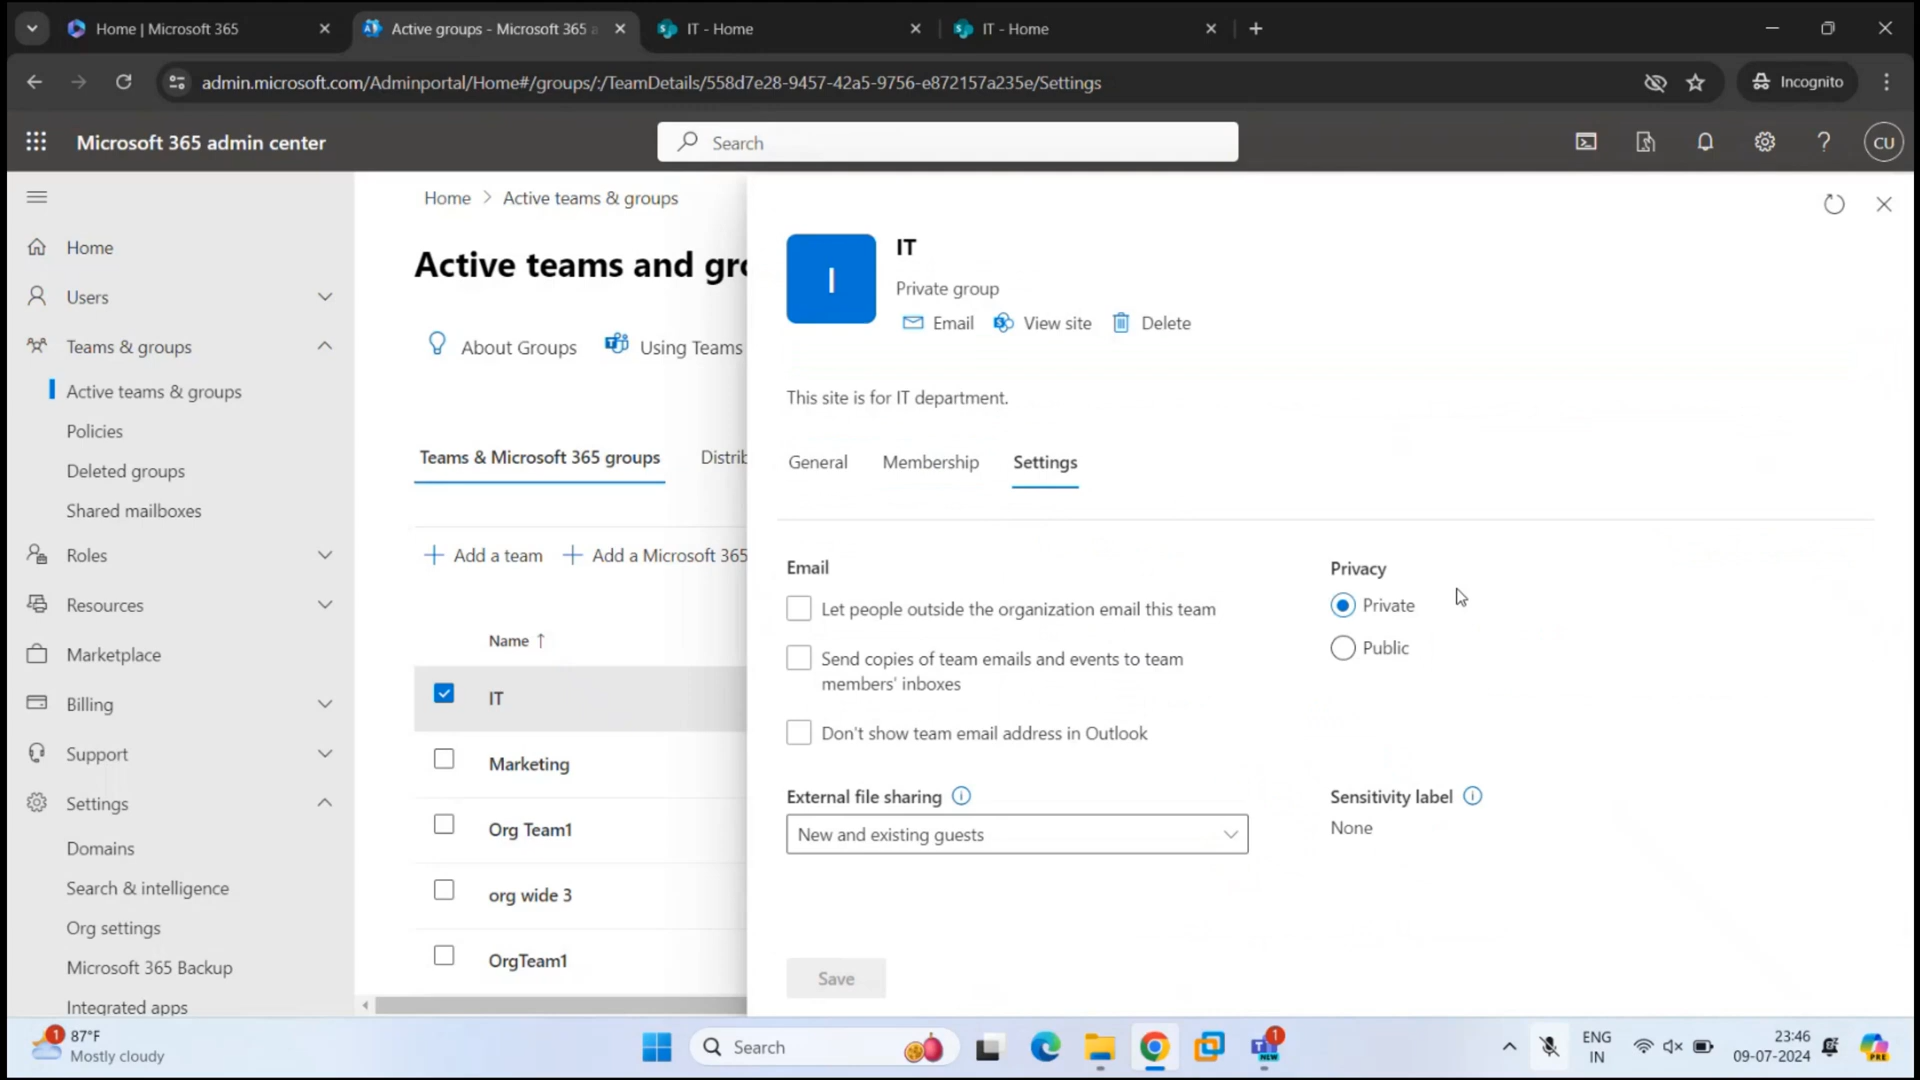 Home | Microsoft 365
Active groups - Microsoft 365 a
IT - Home
IT - Home
admin.microsoft.com/Adminportal/Home#/groups/:/TeamDetails/558d7e28-9457-42a5-9756-e872157a235e/Settings
Incognito
Microsoft 365 admin center
Search
CU
Home
Users
Teams & groups
Active teams & groups
Policies
Deleted groups
Shared mailboxes
Roles
Resources
Marketplace
Billing
Support
Settings
Domains
Search & intelligence
Org settings
Microsoft 365 Backup
Integrated apps
Home > Active teams & groups
Active teams and gro
About Groups
Using Teams
Teams & Microsoft 365 groups
Distrib
Add a team
Add a Microsoft 365
Name ↑
IT
Marketing
Org Team1
org wide 3
OrgTeam1
I
IT
Private group
Email
View site
Delete
This site is for IT department.
General
Membership
Settings
Email
Let people outside the organization email this team
Send copies of team emails and events to team
members' inboxes
Don't show team email address in Outlook
Privacy
Private
Public
External file sharing
New and existing guests
Sensitivity label
None
Save
1
87°F
Mostly cloudy
Search
1
NEW
ENG
IN
23:46
09-07-2024
PRE